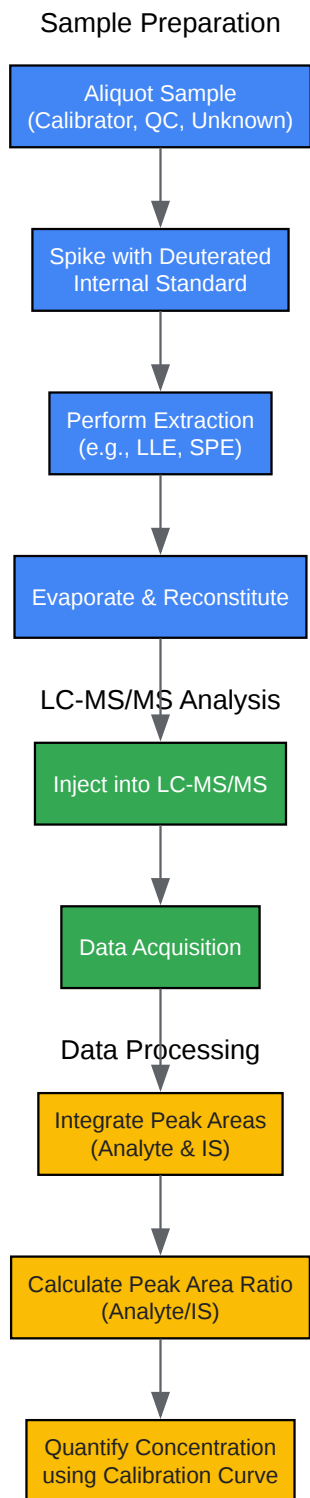 Sample Preparation
Aliquot Sample
(Calibrator, QC, Unknown)
Spike with Deuterated
Internal Standard
Perform Extraction
(e.g., LLE, SPE)
Evaporate & Reconstitute
LC-MS/MS Analysis
Inject into LC-MS/MS
Data Acquisition
Data Processing
Integrate Peak Areas
(Analyte & IS)
Calculate Peak Area Ratio
(Analyte/IS)
Quantify Concentration
using Calibration Curve